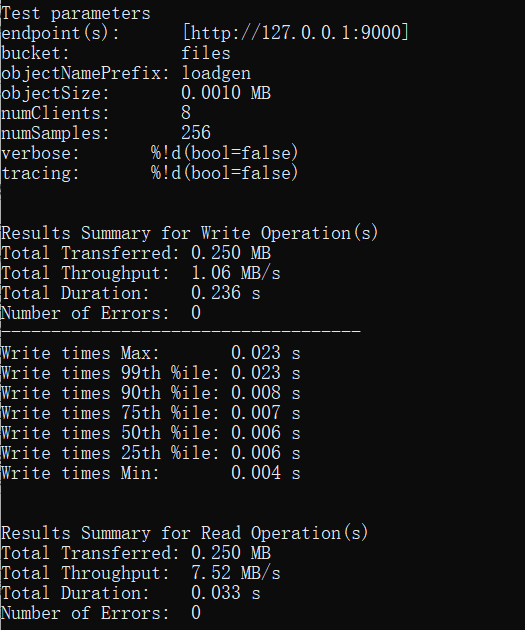 Test parameters
endpoint(s):      [http://127.0.0.1:9000]
bucket:           files
objectNamePrefix: loadgen
objectSize:       0.0010 MB
numClients:       8
numSamples:       256
verbose:       %!d(bool=false)
tracing:       %!d(bool=false)
Results Summary for Write Operation(s)
Total Transferred: 0.250 MB
Total Throughput:  1.06 MB/s
Total Duration:    0.236 s
Number of Errors:  0
------------------------------------
Write times Max:       0.023 s
Write times 99th %ile: 0.023 s
Write times 90th %ile: 0.008 s
Write times 75th %ile: 0.007 s
Write times 50th %ile: 0.006 s
Write times 25th %ile: 0.006 s
Write times Min:       0.004 s
Results Summary for Read Operation(s)
Total Transferred: 0.250 MB
Total Throughput:  7.52 MB/s
Total Duration:    0.033 s
Number of Errors:  0